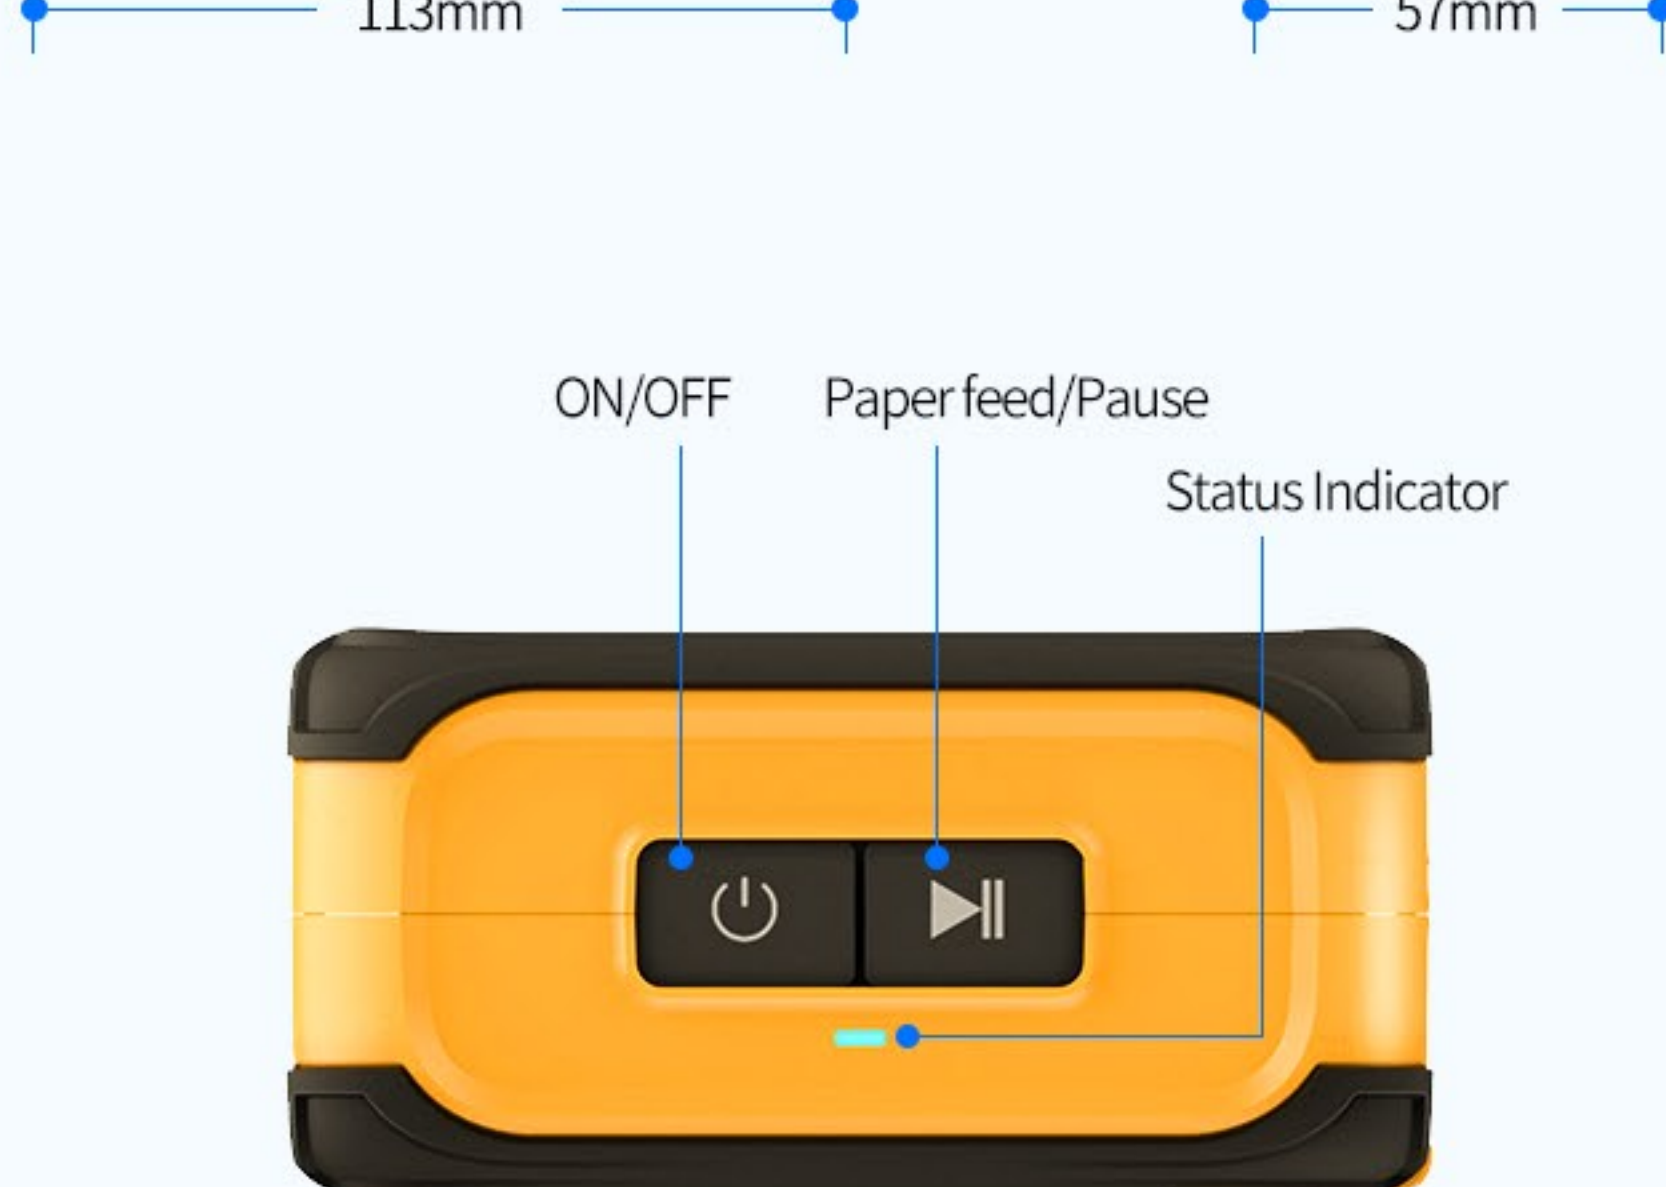 113mm
57mm
ON/OFF
Paper feed/Pause
Status Indicator